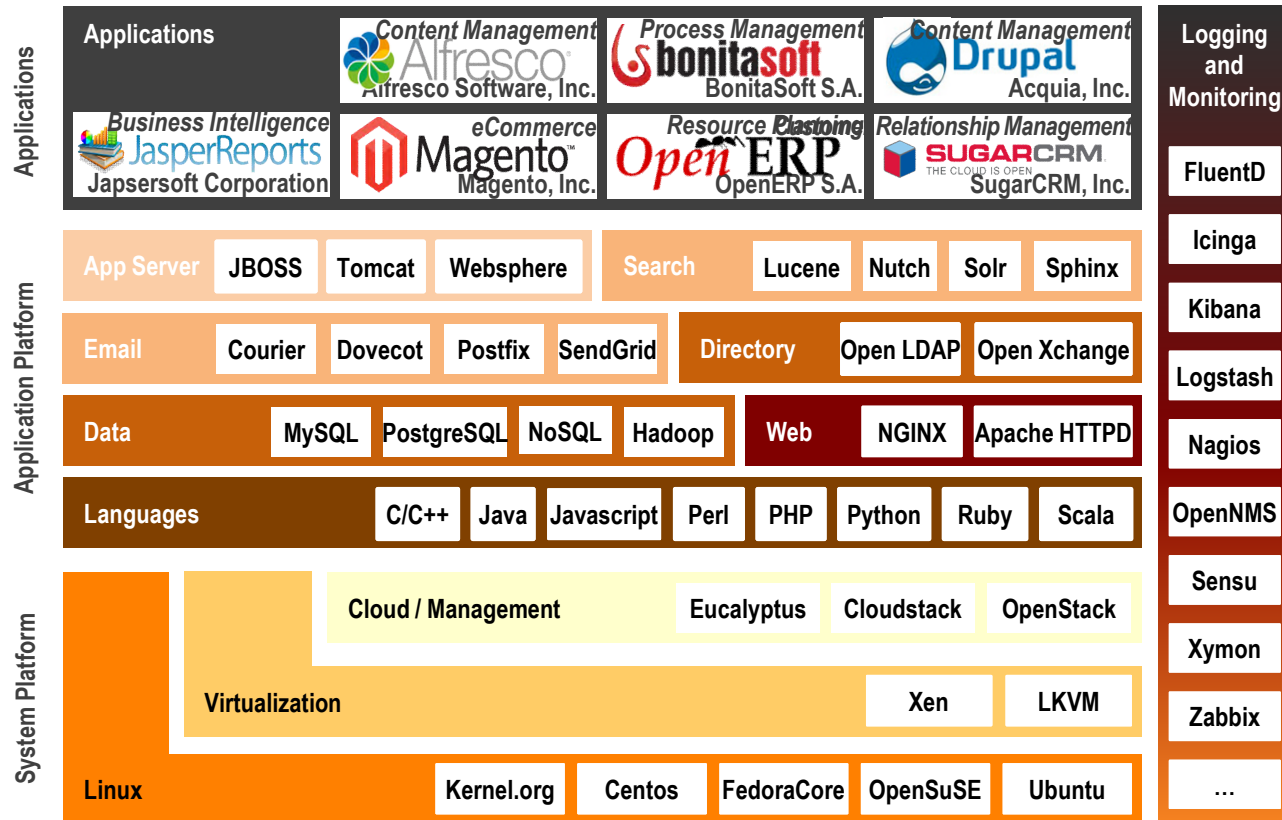 Applications
Applications
Content Management
Alfresco
Alfresco Software, Inc.
Process Management
bonitasoft
BonitaSoft S.A.
Content Management
Drupal
Acquia, Inc.
Business Intelligence
JasperReports
Japsersoft Corporation
eCommerce
Magento™
Magento, Inc.
Resource Planning
Open ERP
OpenERP S.A.
Customer Relationship Management
SUGARCRM
THE CLOUD IS OPEN
SugarCRM, Inc.
Application Platform
App Server JBOSS Tomcat Websphere
Search Lucene Nutch Solr Sphinx
Email Courier Dovecot Postfix SendGrid
Directory Open LDAP Open Xchange
Data MySQL PostgreSQL NoSQL Hadoop
Web NGINX Apache HTTPD
Languages C/C++ Java Javascript Perl PHP Python Ruby Scala
System Platform
Cloud / Management Eucalyptus Cloudstack OpenStack
Virtualization Xen LKVM
Linux Kernel.org Centos FedoraCore OpenSuSE Ubuntu
Logging
and
Monitoring
FluentD
Icinga
Kibana
Logstash
Nagios
OpenNMS
Sensu
Xymon
Zabbix
…